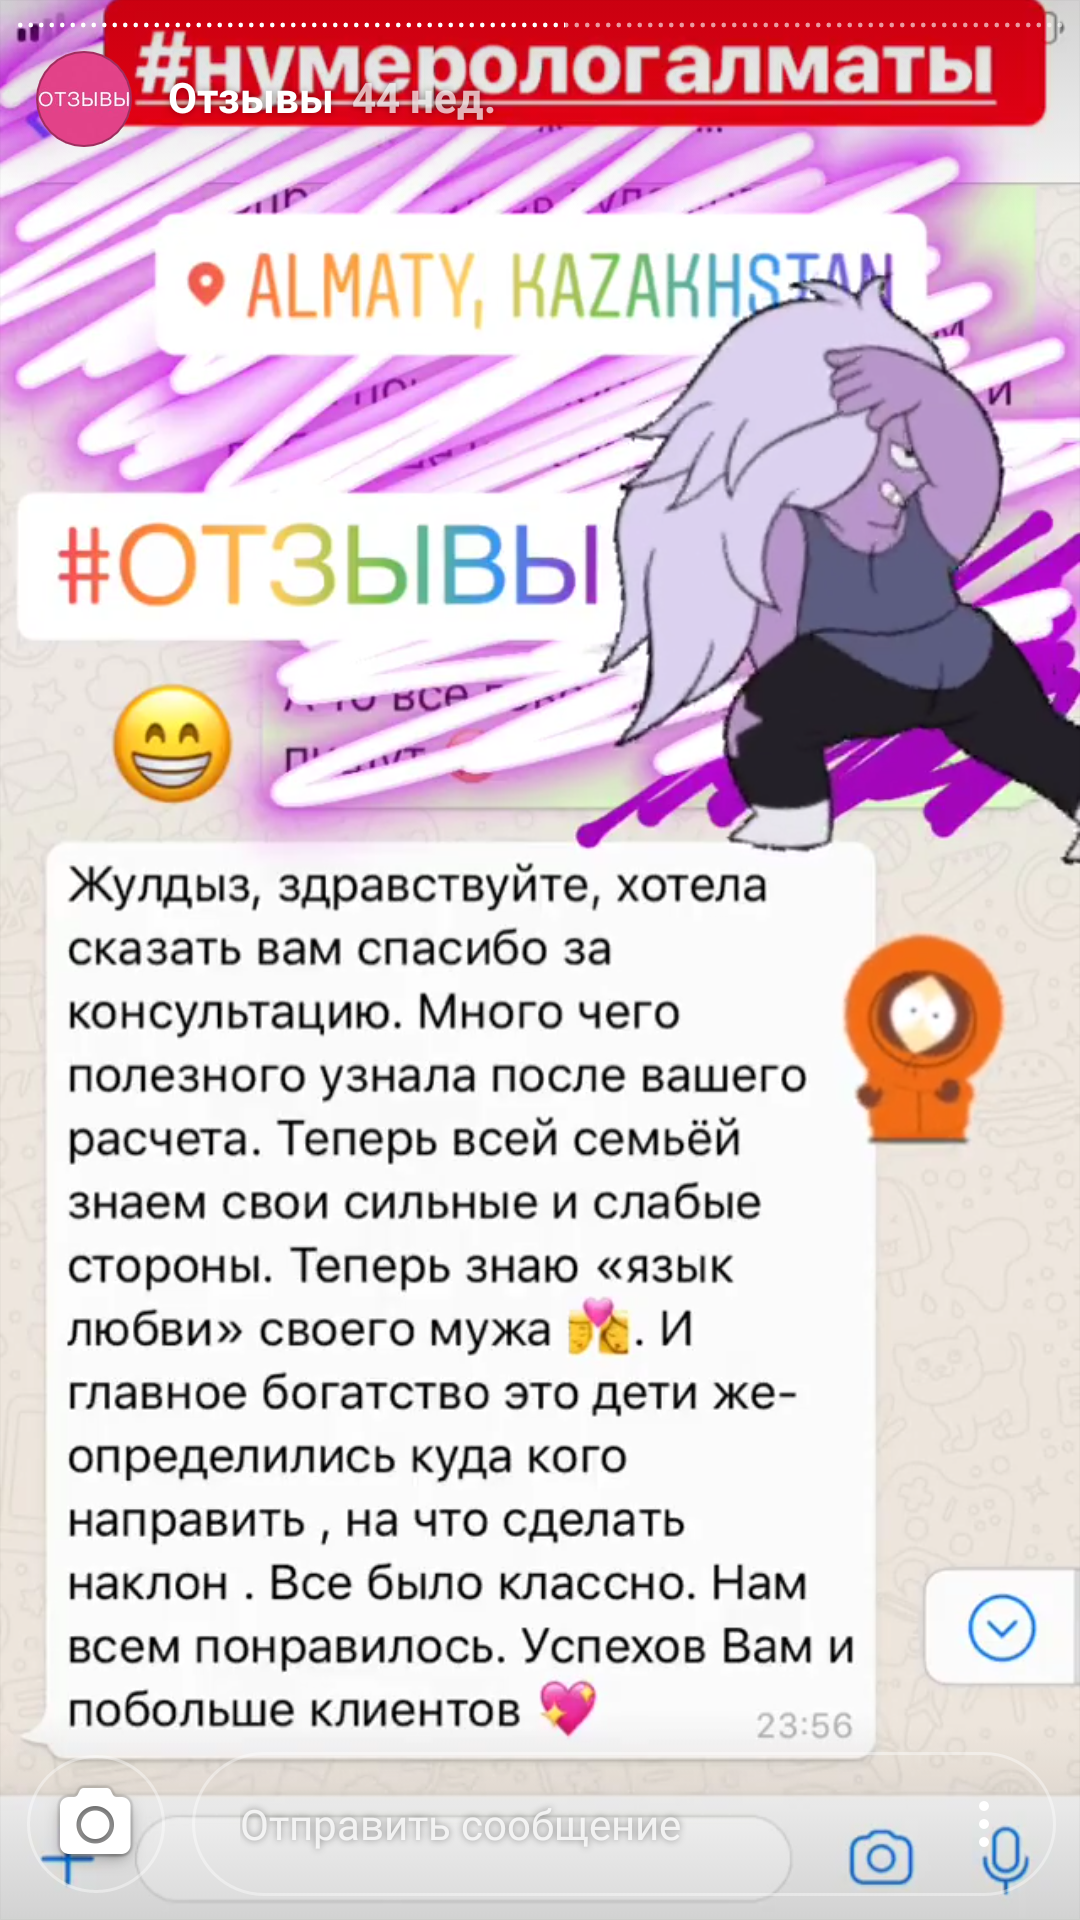 #нумерологалматы
ОТЗЫВЫ
Отзывы 44 нед.
ALMATY, KAZAKHSTAN
и
#ОТЗЫВЫ
А то все
Жулдыз, здравствуйте, хотела
сказать вам спасибо за
консультацию. Много чего
полезного узнала после вашего
расчета. Теперь всей семьёй
знаем свои сильные и слабые
стороны. Теперь знаю «язык
любви» своего мужа 💏. И
главное богатство это дети же-
определились куда кого
направить , на что сделать
наклон . Все было классно. Нам
всем понравилось. Успехов Вам и
побольше клиентов 💖
23:56
Отправить сообщение